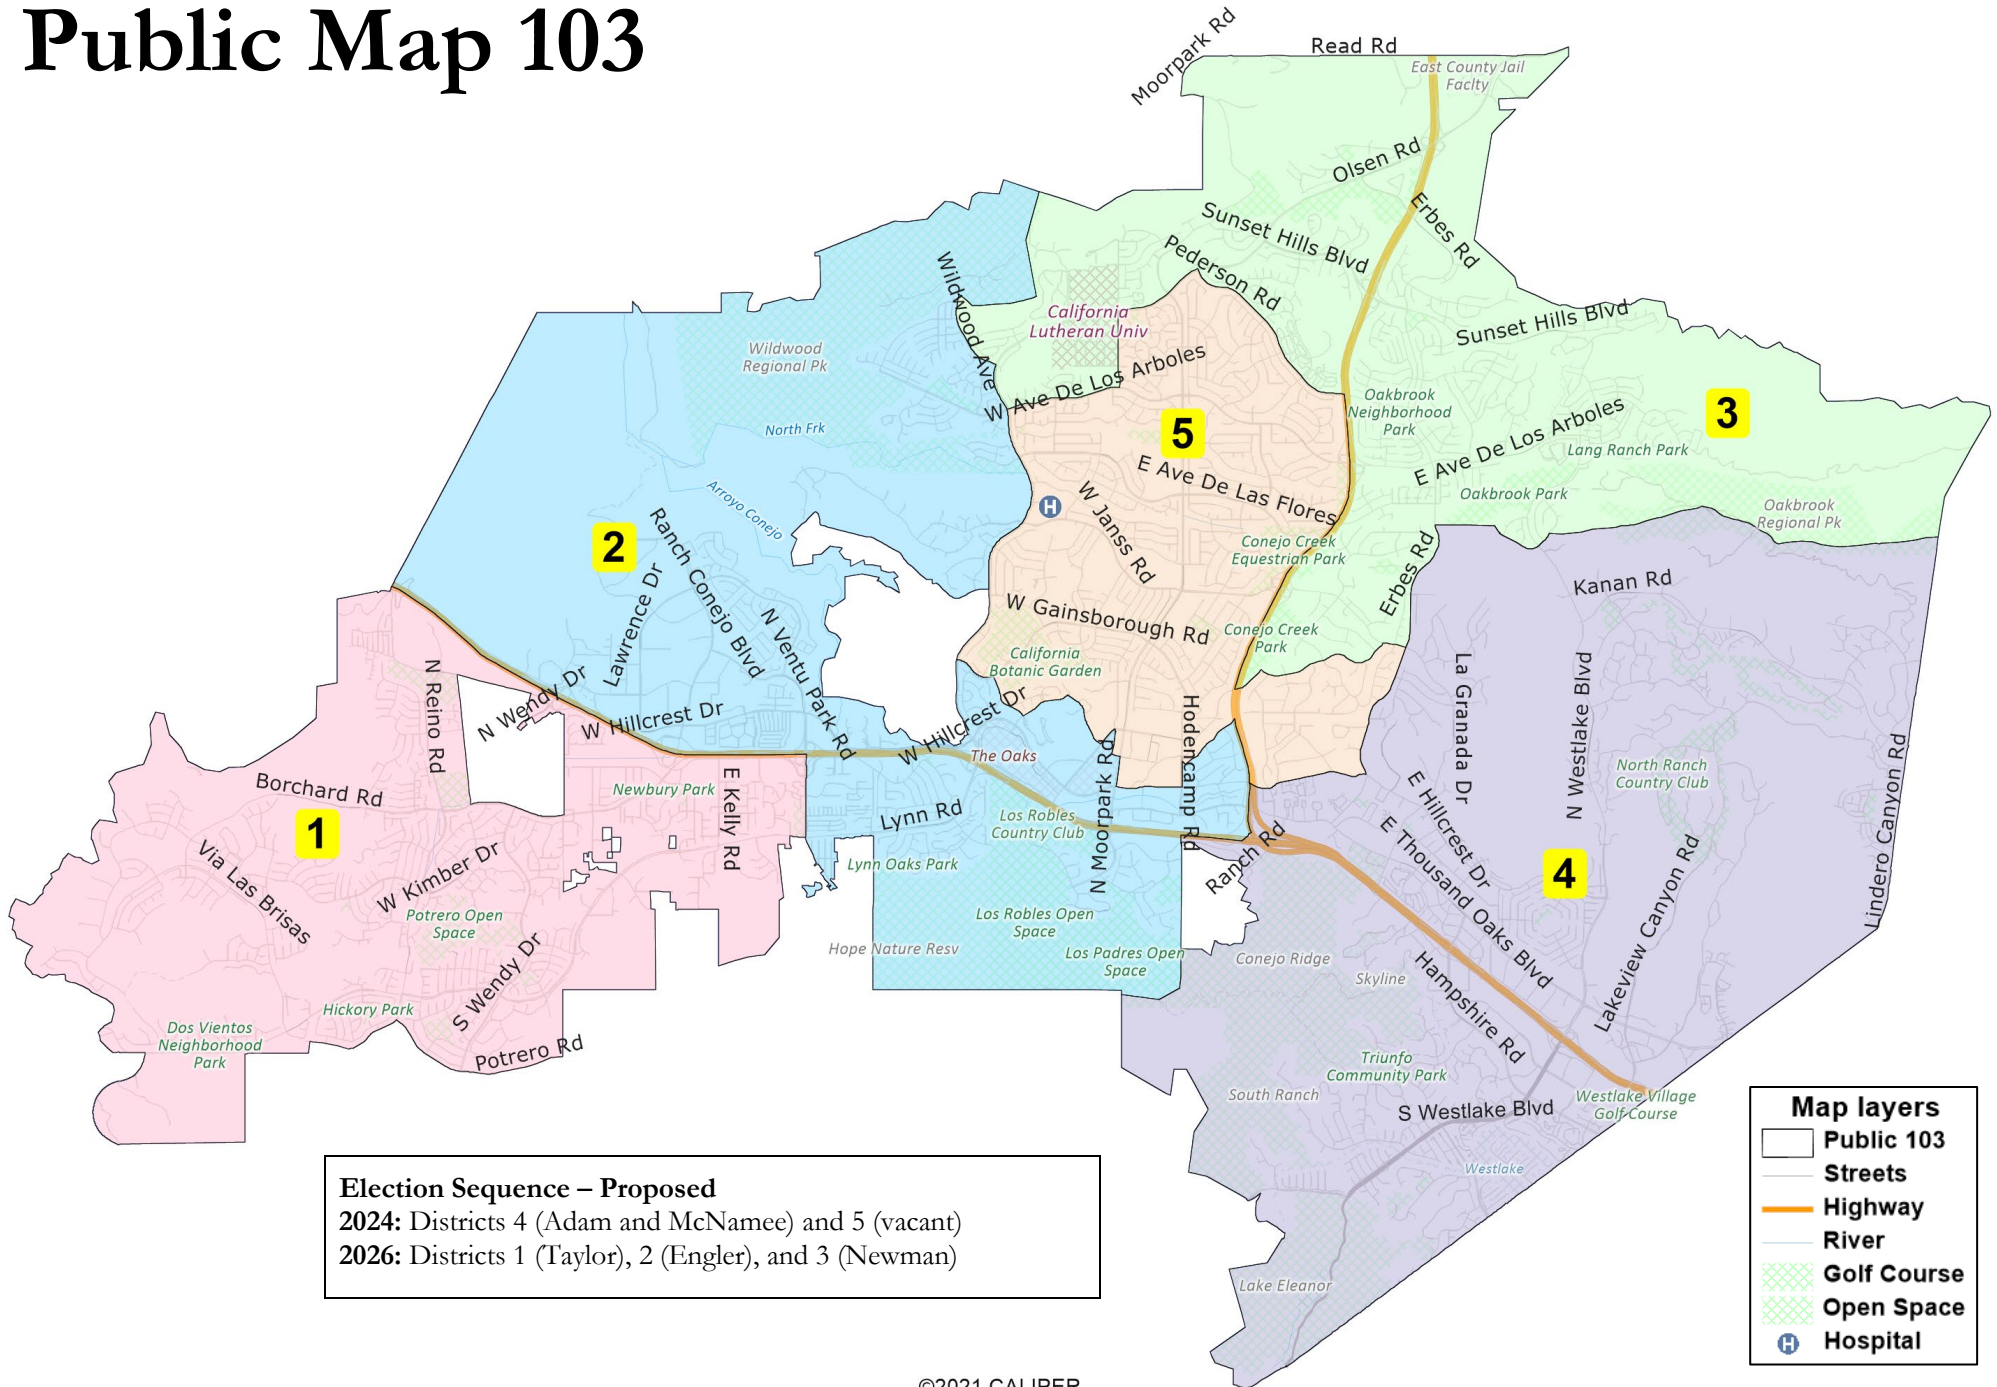 Public Map 103
Moorpark Rd
Read Rd
East County Jail
Faclty
Olsen Rd
Erbes Rd
Sunset Hills Blvd
Pederson Rd
Wildwood Ave
California
Lutheran Univ
Sunset Hills Blvd
Wildwood
Regional Pk
W Ave De Los Arboles
Oakbrook
Neighborhood
Park
3
5
E Ave De Los Arboles
Lang Ranch Park
North Frk
E Ave De Las Flores
Oakbrook Park
Oakbrook
Regional Pk
Arroyo Conejo
H
W Janss Rd
2
Ranch Conejo Blvd
Conejo Creek
Equestrian Park
Erbes Rd
Kanan Rd
Lawrence Dr
N Ventu Park Rd
W Gainsborough Rd
Conejo Creek
Park
California
Botanic Garden
N Reino Rd
N Wendy Dr
W Hillcrest Dr
W Hillcrest Dr
Hodencamp Rd
La Granada Dr
N Westlake Blvd
The Oaks
N Moorpark Rd
North Ranch
Country Club
Lindero Canyon Rd
Borchard Rd
Newbury Park
E Kelly Rd
Lynn Rd
Los Robles
Country Club
E Hillcrest Dr
1
Via Las Brisas
W Kimber Dr
Lynn Oaks Park
Ranch Rd
E Thousand Oaks Blvd
4
Lakeview Canyon Rd
Potrero Open
Space
S Wendy Dr
Hope Nature Resv
Los Robles Open
Space
Los Padres Open
Space
Conejo Ridge
Skyline
Hampshire Rd
Hickory Park
Dos Vientos
Neighborhood
Park
Potrero Rd
Triunfo
Community Park
South Ranch
S Westlake Blvd
Westlake Village
Golf Course
Westlake
Lake Eleanor
Election Sequence – Proposed
2024: Districts 4 (Adam and McNamee) and 5 (vacant)
2026: Districts 1 (Taylor), 2 (Engler), and 3 (Newman)
Map layers
Public 103
Streets
Highway
River
Golf Course
Open Space
H Hospital
©2021 CALIPER